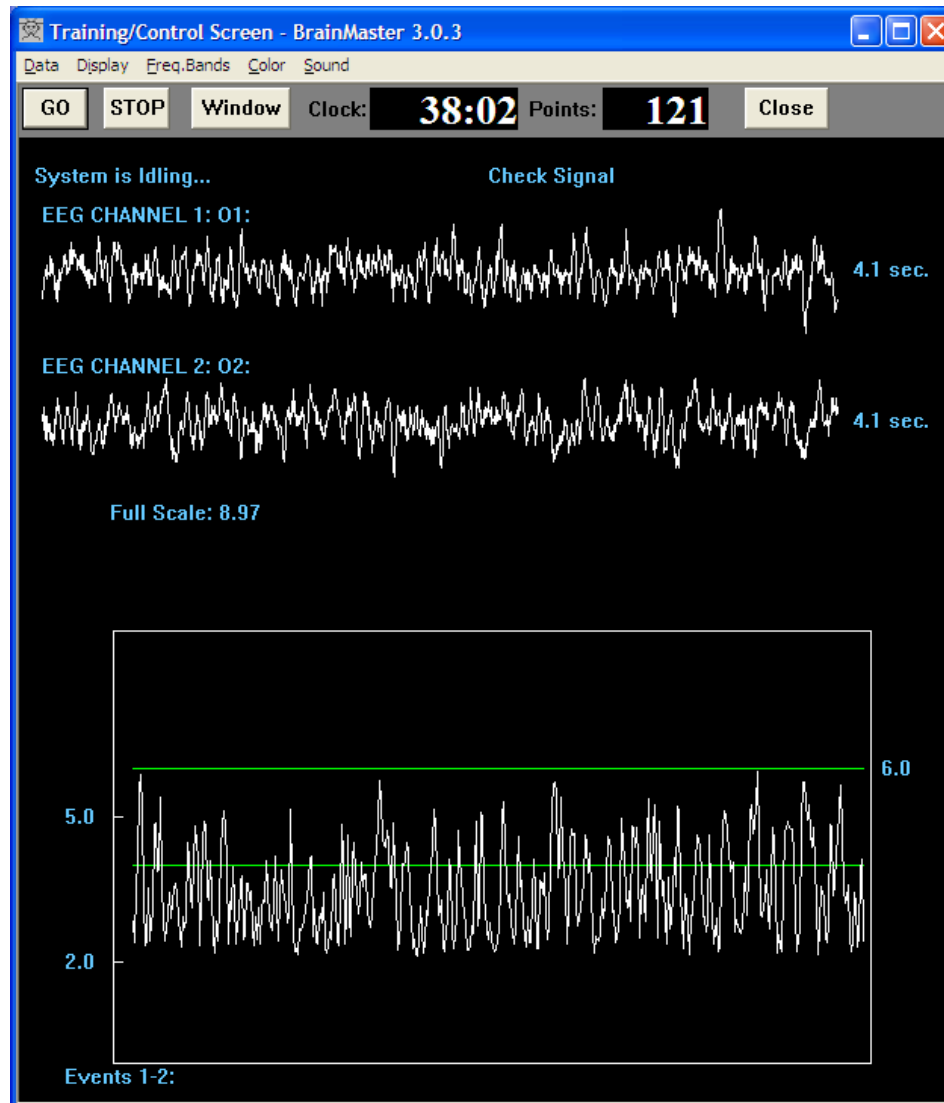 Training/Control Screen - BrainMaster 3.0.3
Data Display Freq.Bands Color Sound
GO STOP Window Clock: 38:02 Points: 121 Close
System is Idling... Check Signal
EEG CHANNEL 1: O1:
4.1 sec.
EEG CHANNEL 2: O2:
4.1 sec.
Full Scale: 8.97
6.0
5.0
2.0
Events 1-2: